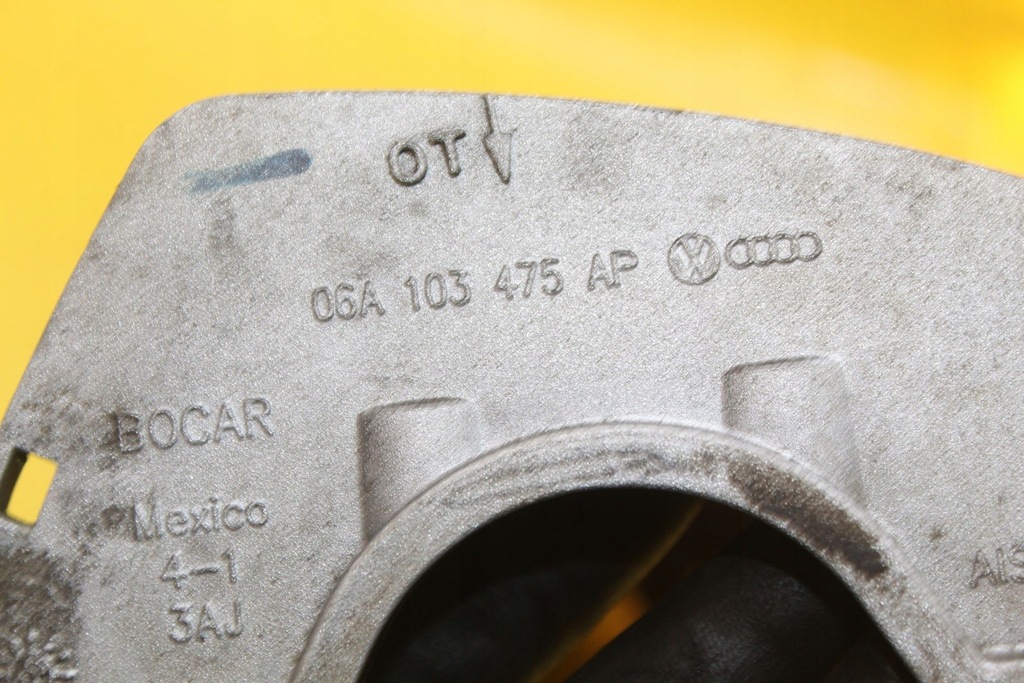 OT
06A 103 475 AP
BOCAR
Mexico
4-1
3AJ